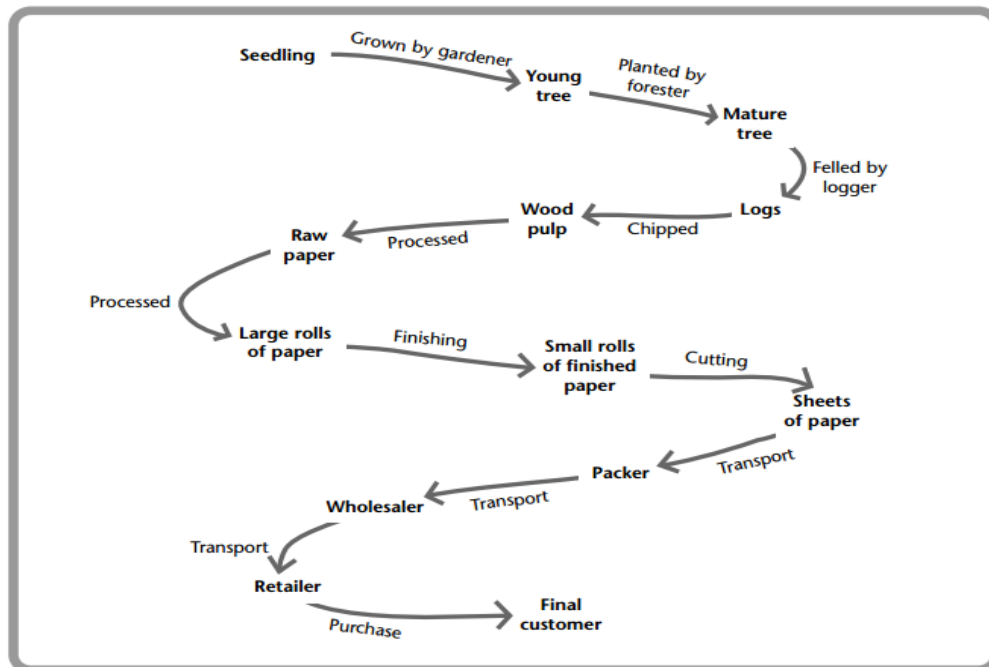 Seedling
Grown by gardener
Young
tree
Planted by
forester
Mature
tree
Felled by
logger
Logs
Chipped
Wood
pulp
Processed
Raw
paper
Processed
Large rolls
of paper
Finishing
Small rolls
of finished
paper
Cutting
Sheets
of paper
Transport
Packer
Transport
Wholesaler
Transport
Retailer
Purchase
Final
customer